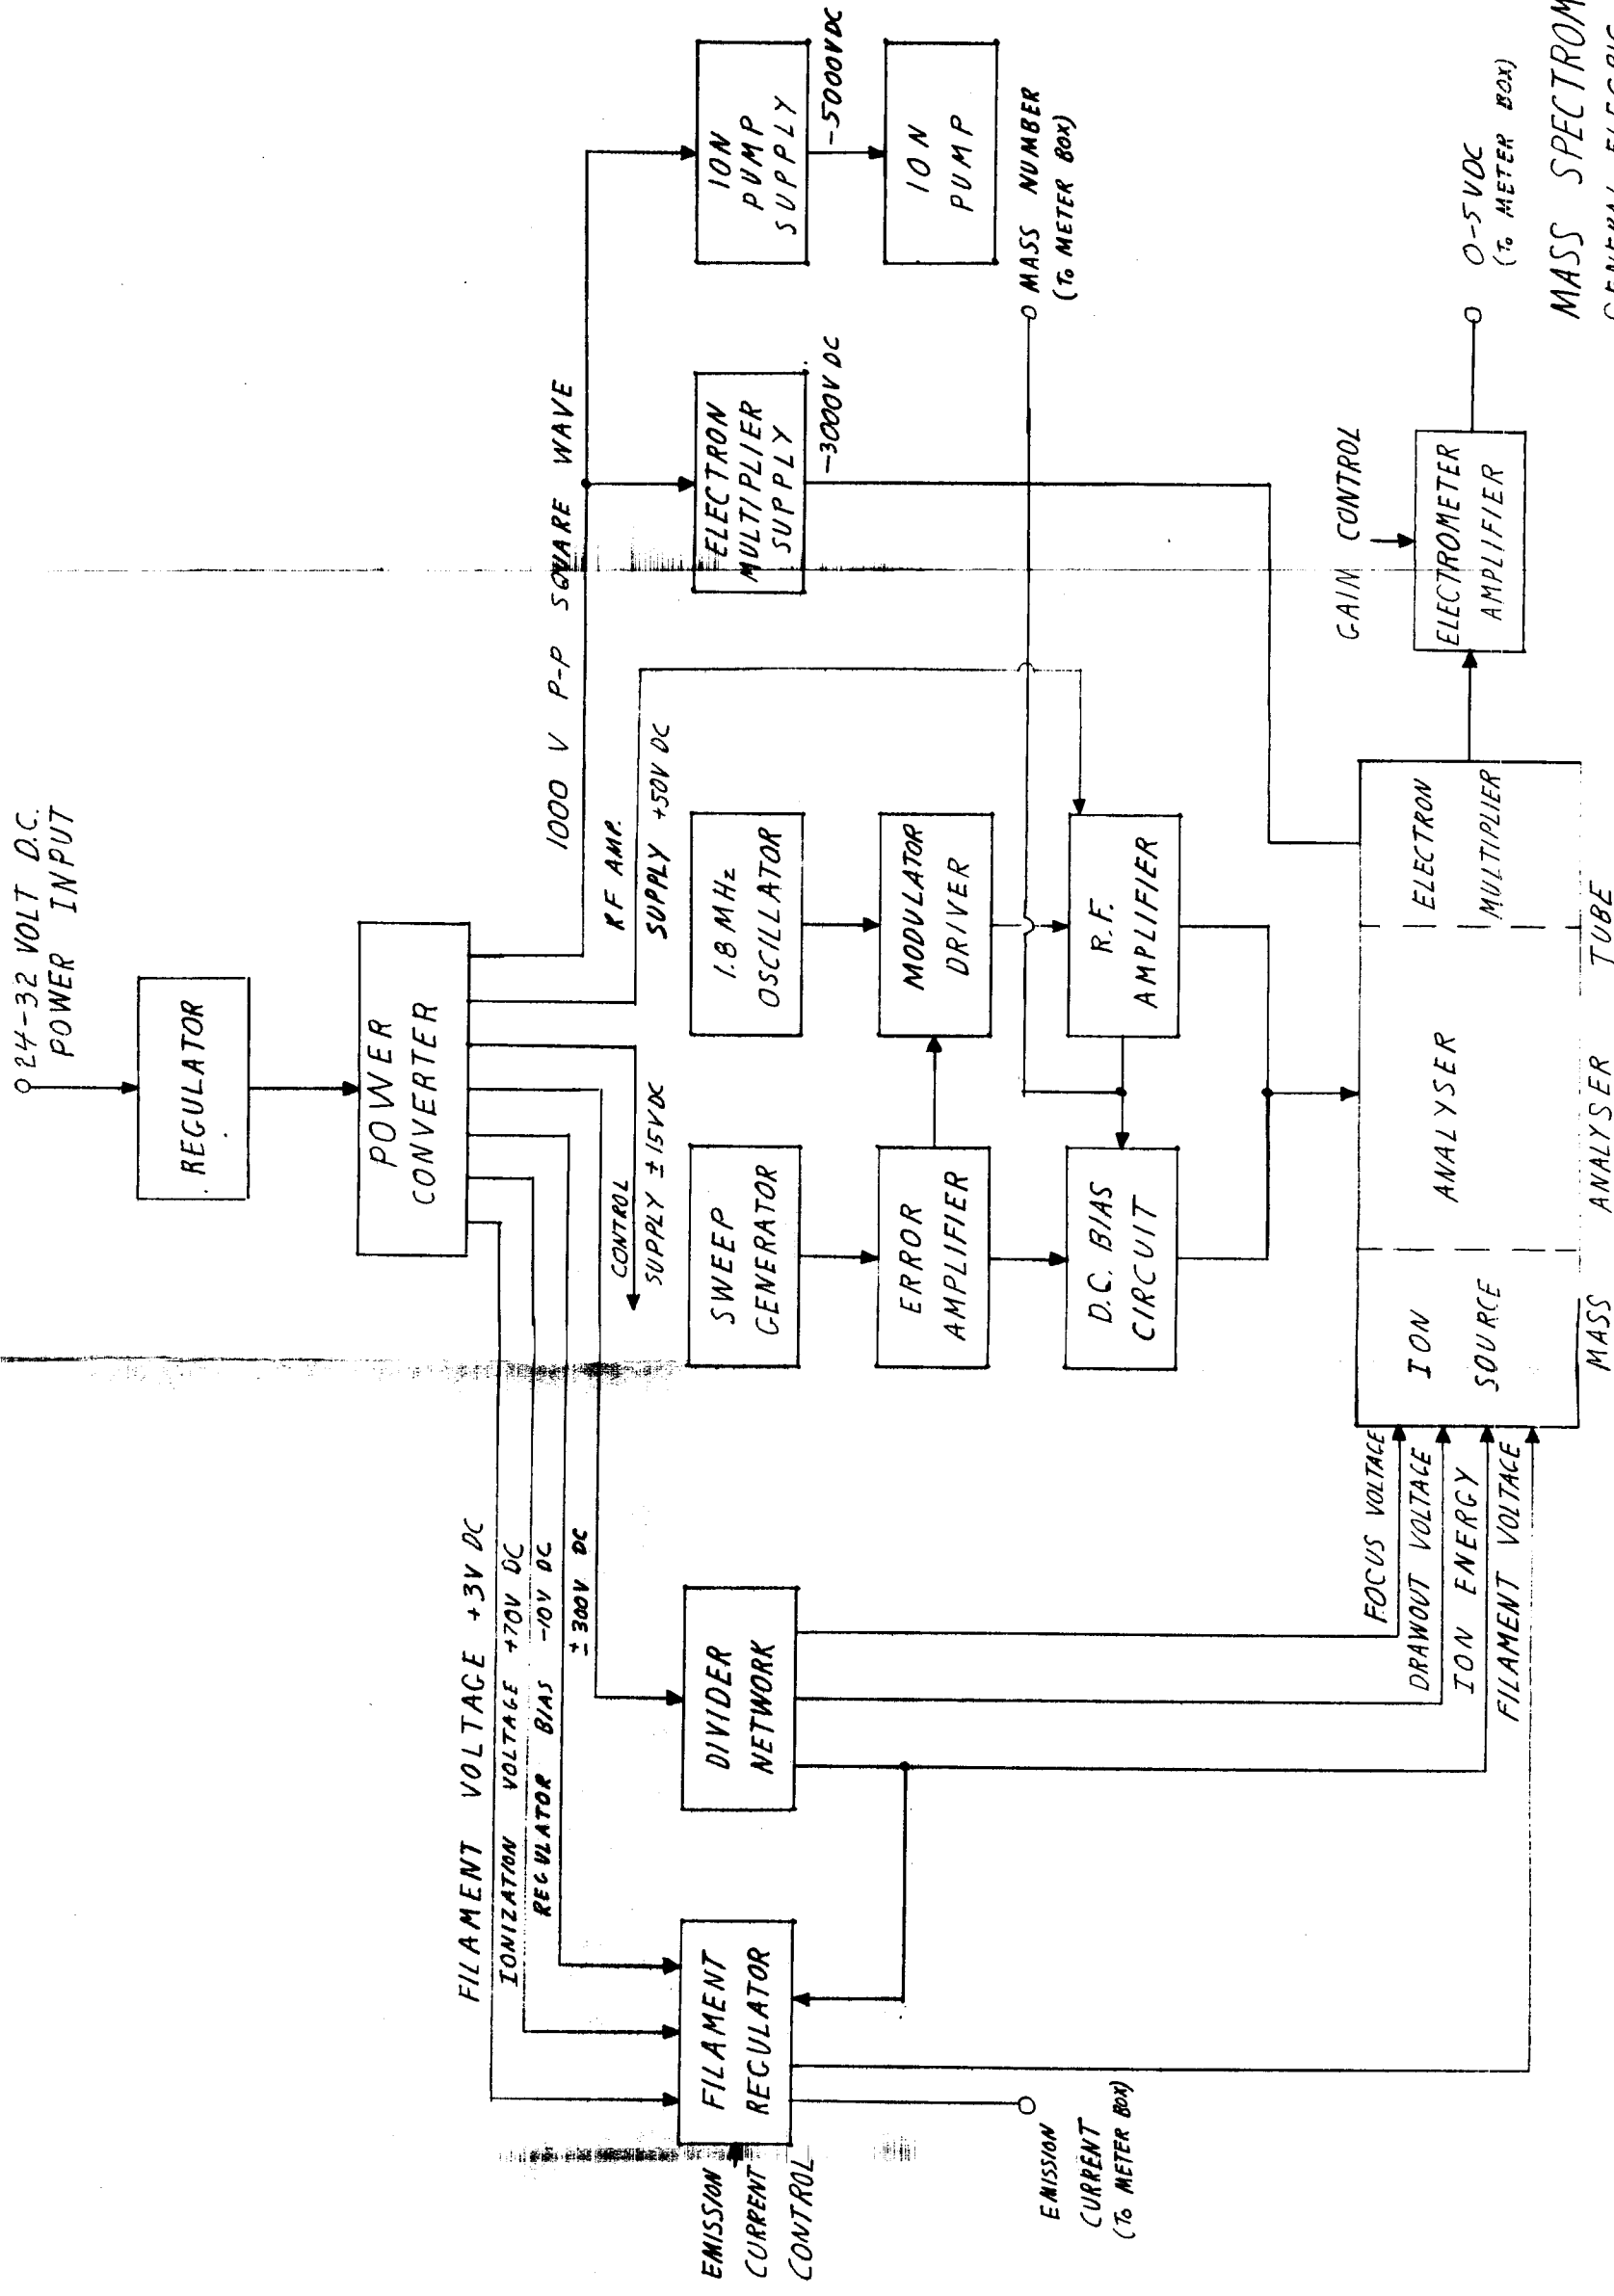 24-32 VOLT D.C.
POWER INPUT
REGULATOR
POWER
CONVERTER
FILAMENT VOLTAGE +3V DC
IONIZATION VOLTAGE +70V DC
REGULATOR BIAS -10V DC
±300V DC
CONTROL
SUPPLY ±15VDC
RF AMP.
SUPPLY +50V DC
1000 V P-P SQUARE WAVE
EMISSION
CURRENT
CONTROL
FILAMENT
REGULATOR
DIVIDER
NETWORK
SWEEP
GENERATOR
1.8 MHz
OSCILLATOR
ELECTRON
MULTIPLIER
SUPPLY
-3000V DC
ION
PUMP
SUPPLY
-5000VDC
ERROR
AMPLIFIER
MODULATOR
DRIVER
ION
PUMP
EMISSION
CURRENT
(To METER BOX)
D.C. BIAS
CIRCUIT
R.F.
AMPLIFIER
MASS NUMBER
(To METER BOX)
FOCUS VOLTAGE
DRAWOUT VOLTAGE
ION ENERGY
FILAMENT VOLTAGE
ION
SOURCE
ANALYSER
ELECTRON
MULTIPLIER
GAIN CONTROL
ELECTROMETER
AMPLIFIER
0-5 VDC
(To METER BOX)
MASS ANALYSER TUBE
MASS SPECTROM